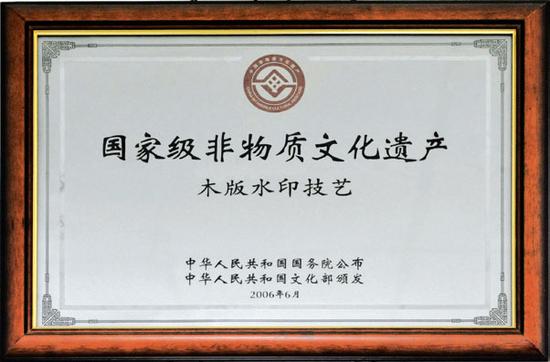 国家级非物质文化遗产
木版水印技艺
中华人民共和国国务院公布
中华人民共和国文化部颁发
2006年6月